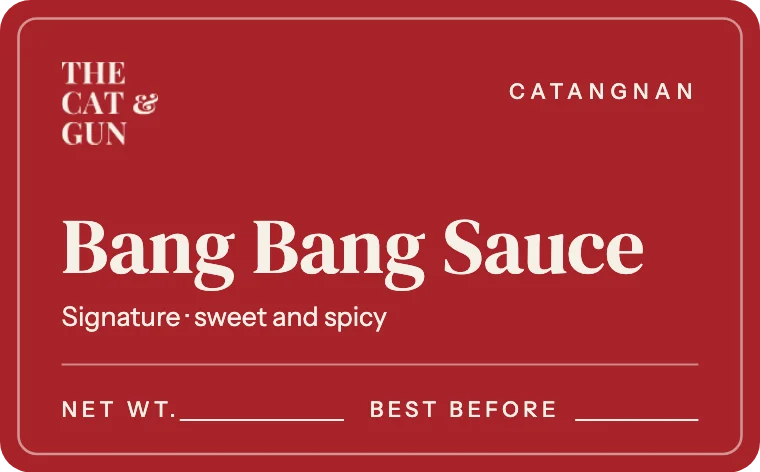 THE
CAT &
GUN
CATANGNAN
Bang Bang Sauce
Signature · sweet and spicy
NET WT. BEST BEFORE